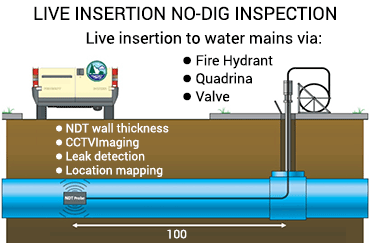 LIVE INSERTION NO-DIG INSPECTION
Live insertion to water mains via:
● Fire Hydrant
● Quadrina
● Valve
● NDT wall thickness
● CCTVImaging
● Leak detection
● Location mapping
NDT Probe
100